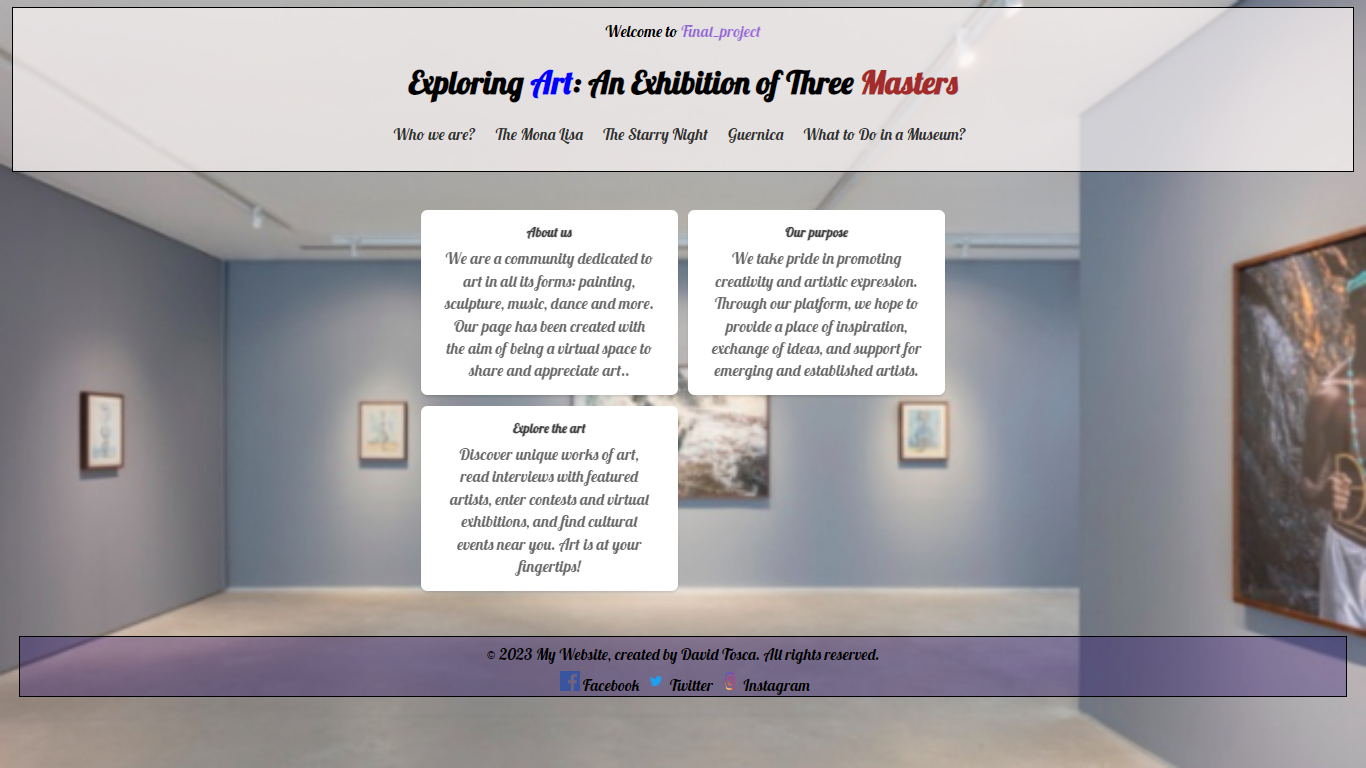 Welcome to Final_project
Exploring Art: An Exhibition of Three Masters
Who we are? The Mona Lisa The Starry Night Guernica What to Do in a Museum?
About us
We are a community dedicated to
art in all its forms: painting,
sculpture, music, dance and more.
Our page has been created with
the aim of being a virtual space to
share and appreciate art..
Our purpose
We take pride in promoting
creativity and artistic expression.
Through our platform, we hope to
provide a place of inspiration,
exchange of ideas, and support for
emerging and established artists.
Explore the art
Discover unique works of art,
read interviews with featured
artists, enter contests and virtual
exhibitions, and find cultural
events near you. Art is at your
fingertips!
© 2023 My Website, created by David Tosca. All rights reserved.
Facebook Twitter Instagram